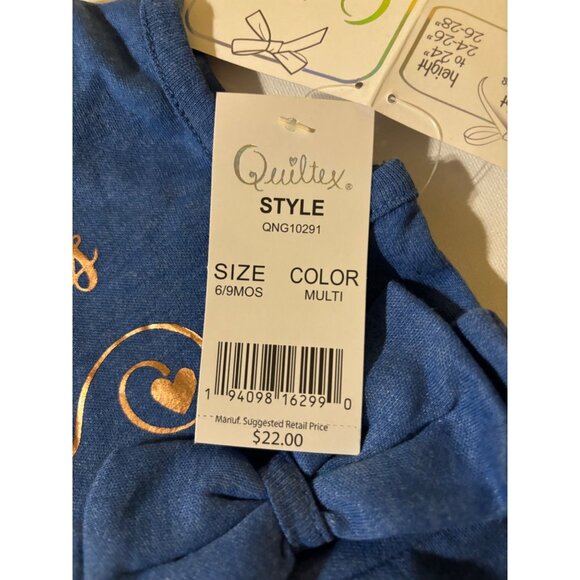 height
to 24"
24-26"
26-28"
Quiltex®
STYLE
QNG10291
SIZE COLOR
6/9MOS MULTI
1 94098 16299 0
Manuf. Suggested Retail Price
$22.00